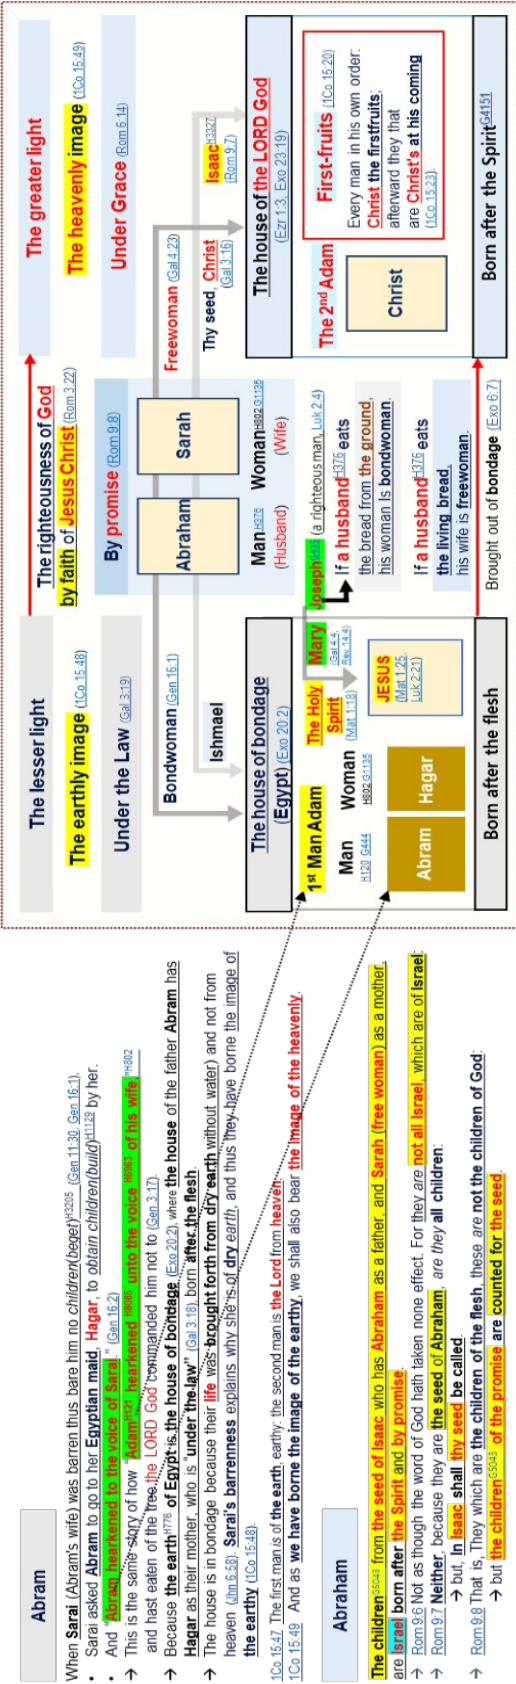 Abram
When Sarai (Abram's wife) was barren thus bare him no children(beget)H3205 (Gen 11:30, Gen 16:1).
• Sarai asked Abram to go to her Egyptian maid, Hagar, to obtain children(build)H1129 by her.
• And "Abram hearkened to the voice of Sarai." (Gen 16:2)
→ This is the same story of how "AdamH121 hearkened H8085 unto the voice H6963 of his wife,"H802
and hast eaten of the tree, the LORD God commanded him not to (Gen 3:17).
→ Because the earthH776 of Egypt is the house of bondage (Exo 20:2), where the house of the father Abram has
Hagar as their mother, who is "under the law" (Gal 3:18), born after the flesh.
→ The house is in bondage because their life was brought forth from dry earth without water) and not from
heaven (Jhn 6:58). Sarai's barrenness explains why she is of dry earth, and thus they have borne the image of
the earthy (1Co 15:48).
1Co 15:47 The first man is of the earth, earthy: the second man is the Lord from heaven.
1Co 15:49 And as we have borne the image of the earthy, we shall also bear the image of the heavenly.
Abraham
The childrenG5043 from the seed of Isaac who has Abraham as a father, and Sarah (free woman) as a mother,
are Israel born after the Spirit and by promise.
→ Rom 9:6 Not as though the word of God hath taken none effect. For they are not all Israel, which are of Israel:
→ Rom 9:7 Neither, because they are the seed of Abraham, are they all children:
→ but, In Isaac shall thy seed be called.
→ Rom 9:8 That is, They which are the children of the flesh, these are not the children of God:
→ but the childrenG5043 of the promise are counted for the seed.
The lesser light
The righteousness of God
by faith of Jesus Christ (Rom 3:22)
The greater light
The earthly image (1Co 15:48)
The heavenly image (1Co 15:49)
Under the Law (Gal 3:19)
By promise (Rom 9:8)
Under Grace (Rom 6:14)
Bondwoman (Gen 16:1)
Abraham
Sarah
Freewoman (Gal 4:23)
Ishmael
ManH376
(Husband)
WomanH802 G1135
(Wife)
Thy seed, Christ
(Gal 3:16)
IsaacH3327
(Rom 9:7)
The house of bondage
(Egypt) (Exo 20:2)
The house of the LORD God
(Ezr 1:3, Exo 23:19)
1st Man Adam
The Holy
Spirit
(Mat 1:18)
Mary
(Gal 4:4,
Rev 14:4)
JosephG435 (a righteous man, Luk 2:4)
Man
H120 G444
Woman
H802 G1135
Abram
Hagar
JESUS
(Mat 1:25,
Luk 2:21)
If a husbandH376 eats
the bread from the ground,
his woman Is bondwoman.
If a husbandH376 eats
the living bread,
his wife is freewoman.
The 2nd Adam
Christ
First-fruits (1Co 15:20)
Every man in his own order:
Christ the firstfruits;
afterward they that
are Christ's at his coming
(1Co 15:23).
Born after the flesh
Brought out of bondage (Exo 6:7)
Born after the SpiritG4151